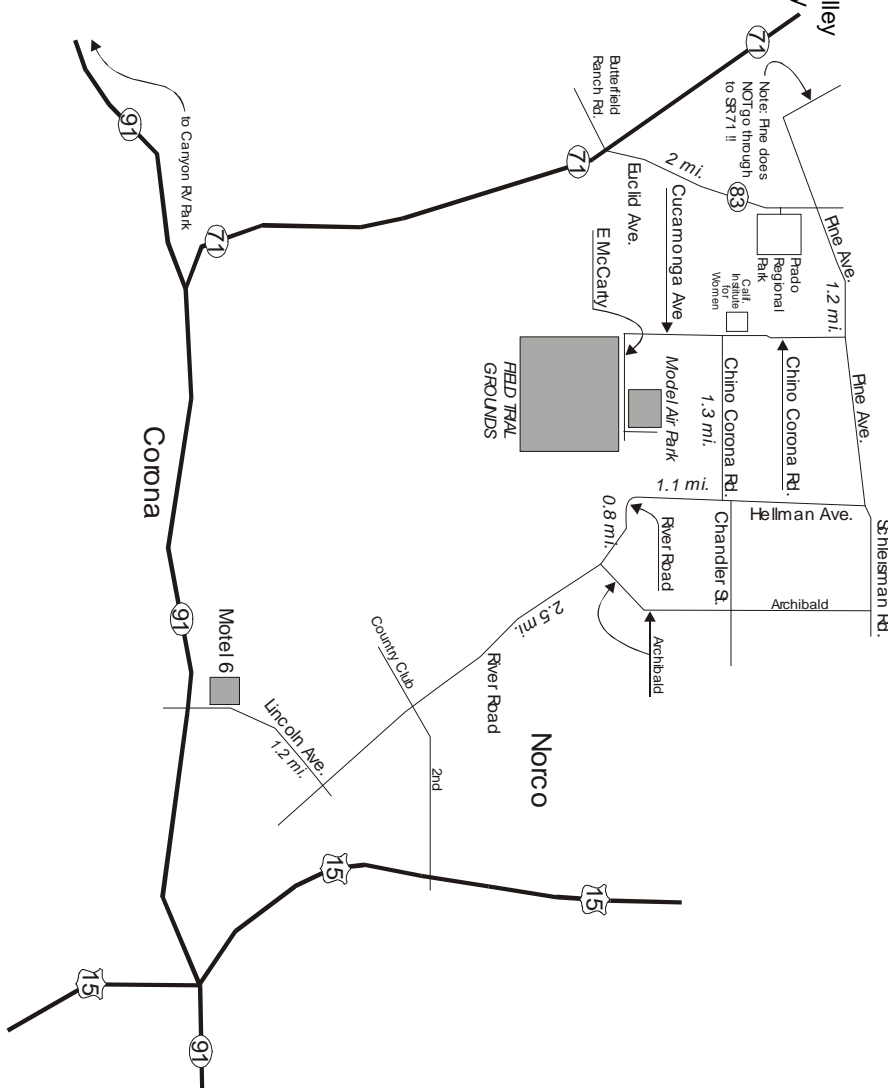 lley
y
71
Note: Pine does
NOT go through
to SR71 !!
Butterfield
Ranch Rd.
71
2 mi.
83
Euclid Ave.
Pine Ave.
1.2 mi.
Prado
Regional
Park
Calif.
Institute
for
Women
Cucamonga Ave
E McCarty
Pine Ave.
Chino Corona Rd.
Chino Corona Rd.
1.3 mi.
Model Air Park
FIELD TRIAL
GROUNDS
to Canyon RV Park
91
71
Corona
1.1 mi.
Hellman Ave.
Schleisman Rd.
0.8 mi.
River Road
Chandler St.
Archibald
Archibald
2.5 mi.
River Road
Country Club
2nd
Norco
91
Motel 6
Lincoln Ave.
1.2 mi.
15
15
15
91